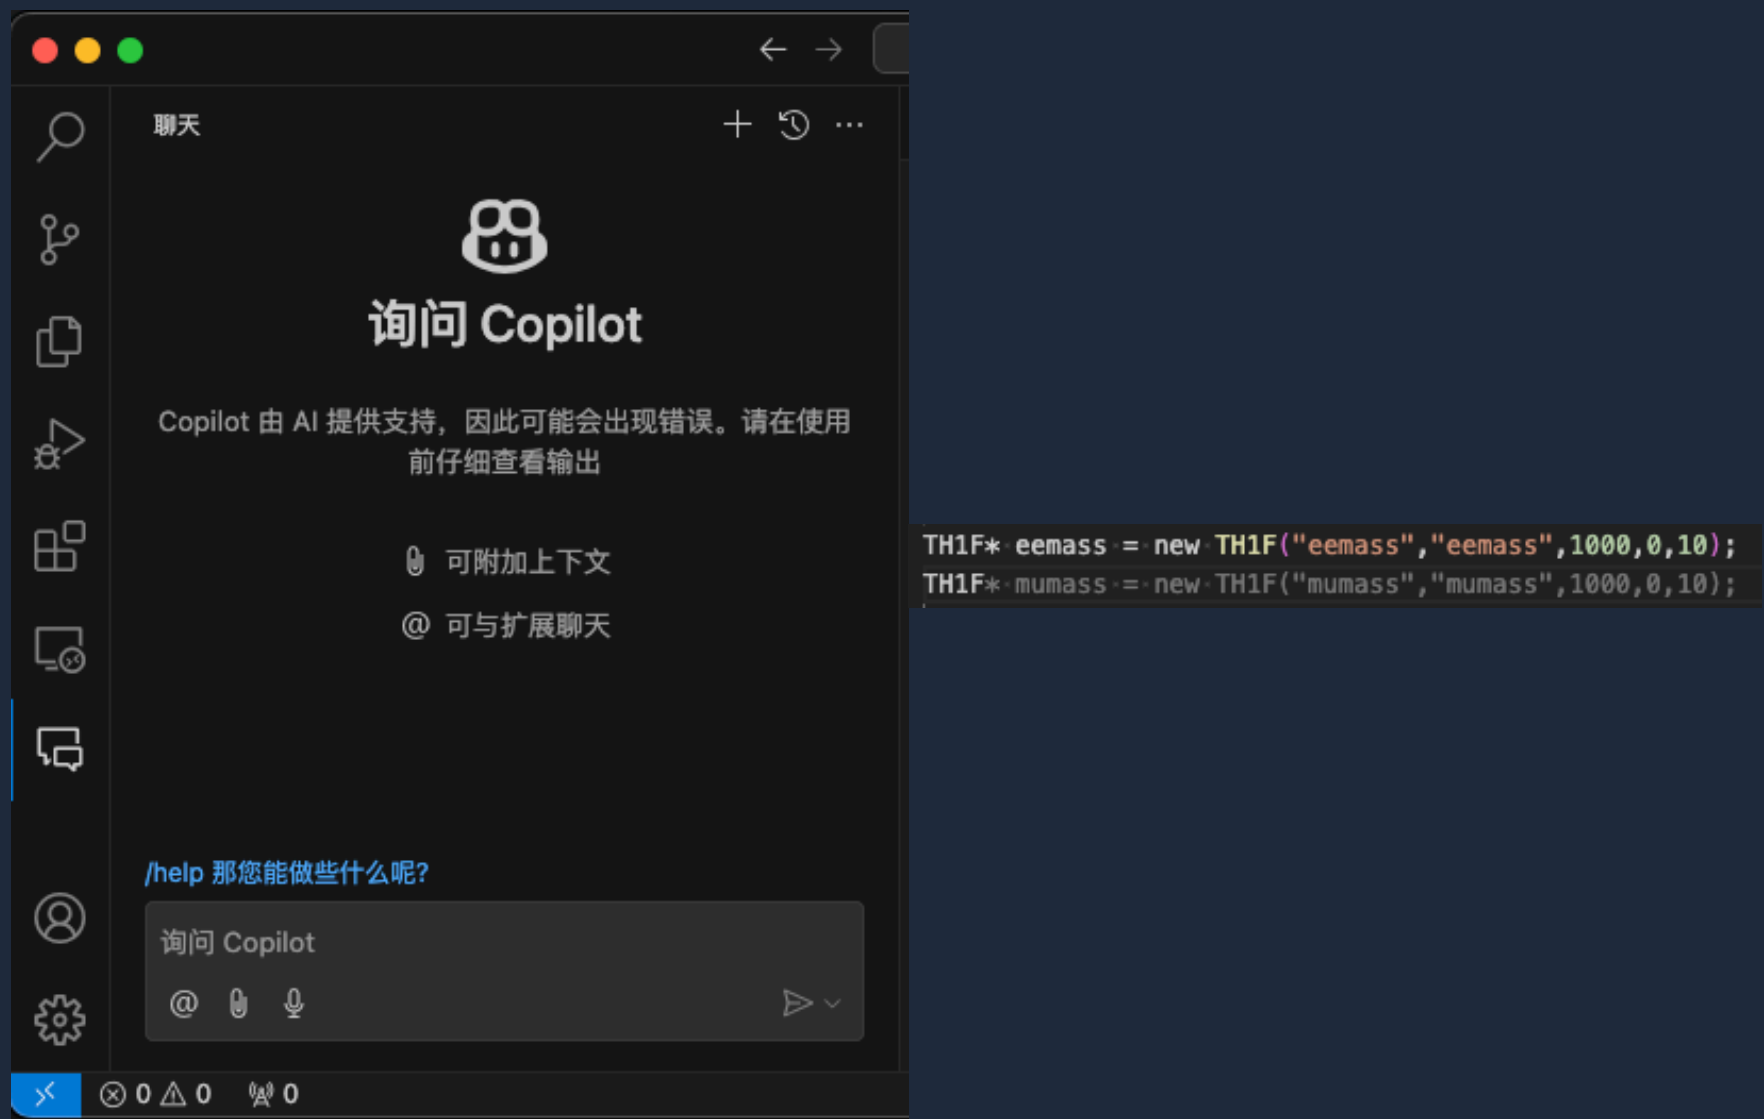 聊天
询问 Copilot
Copilot 由 AI 提供支持，因此可能会出现错误。请在使用
前仔细查看输出
可附加上下文
@ 可与扩展聊天
/help 那您能做些什么呢?
询问 Copilot
@
0 0 0
TH1F* eemass = new TH1F("eemass","eemass",1000,0,10);
TH1F* mumass = new TH1F("mumass","mumass",1000,0,10);